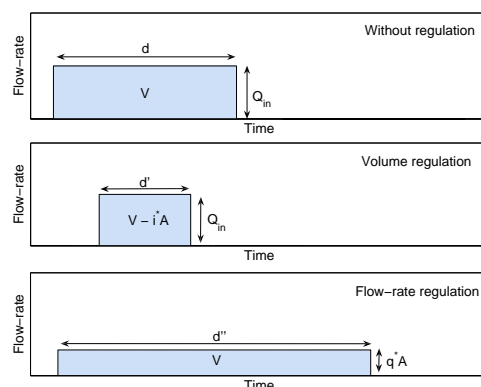 Without regulation
d
V
Q_in
Flow-rate
Time
Volume regulation
d'
V - i*A
Q_in
Flow-rate
Time
Flow-rate regulation
d''
V
q*A
Flow-rate
Time